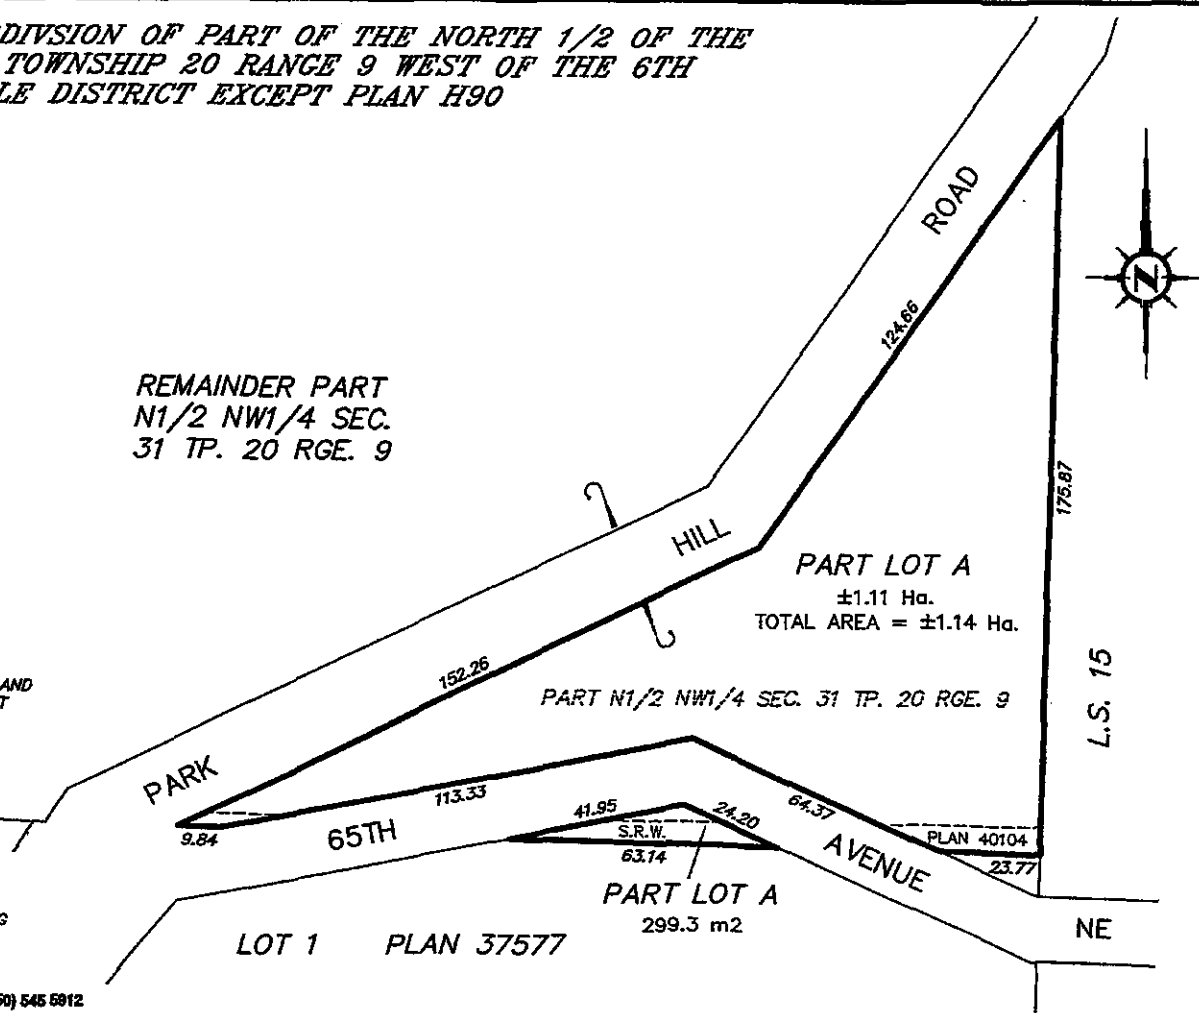 DIVSION OF PART OF THE NORTH 1/2 OF THE
TOWNSHIP 20 RANGE 9 WEST OF THE 6TH
LE DISTRICT EXCEPT PLAN H90
ROAD
N
124.66
REMAINDER PART
N1/2 NW1/4 SEC.
31 TP. 20 RGE. 9
175.87
HILL
PART LOT A
±1.11 Ha.
TOTAL AREA = ±1.14 Ha.
152.26
L.S. 15
AND
T
PART N1/2 NW1/4 SEC. 31 TP. 20 RGE. 9
PARK
113.33
64.37
41.95
24.20
9.84
65TH
S.R.W.
PLAN 40104
63.14
AVENUE
23.77
PART LOT A
299.3 m2
G
NE
LOT 1 PLAN 37577
50) 545 5912